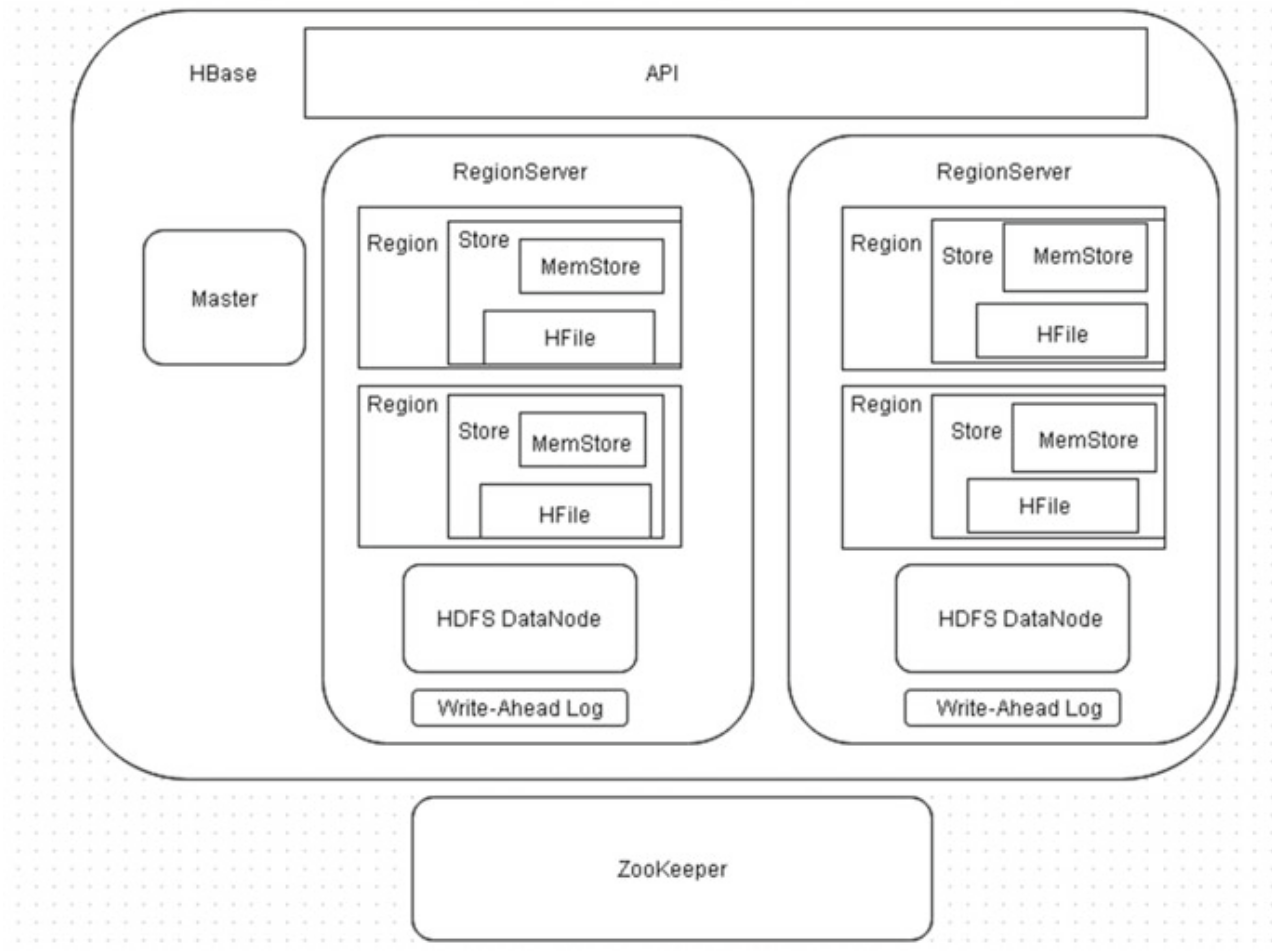 HBase
API
RegionServer
Region
Store
MemStore
HFile
Region
Store
MemStore
HFile
HDFS DataNode
Write-Ahead Log
RegionServer
Region
Store
MemStore
HFile
Region
Store
MemStore
HFile
HDFS DataNode
Write-Ahead Log
Master
ZooKeeper